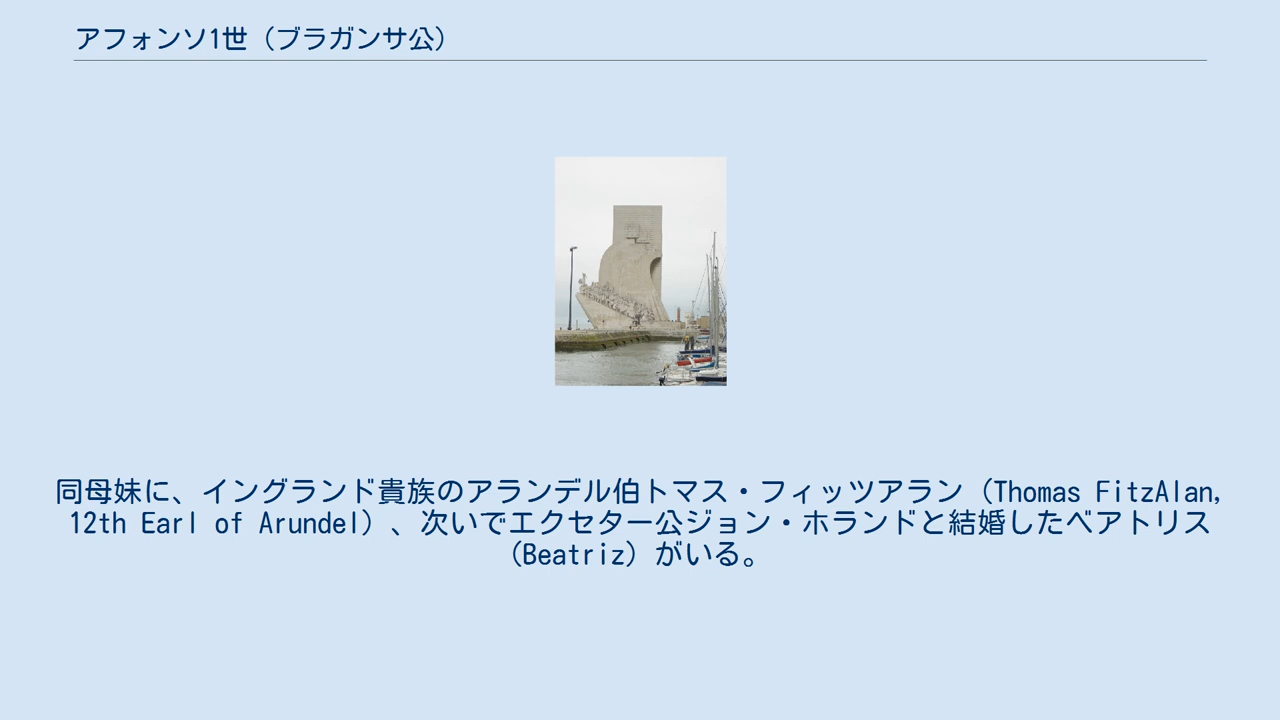 アフォンソ1世（ブラガンサ公）
同母妹に、イングランド貴族のアランデル伯トマス・フィッツアラン（Thomas FitzAlan,
12th Earl of Arundel）、次いでエクセター公ジョン・ホランドと結婚したベアトリス
（Beatriz）がいる。